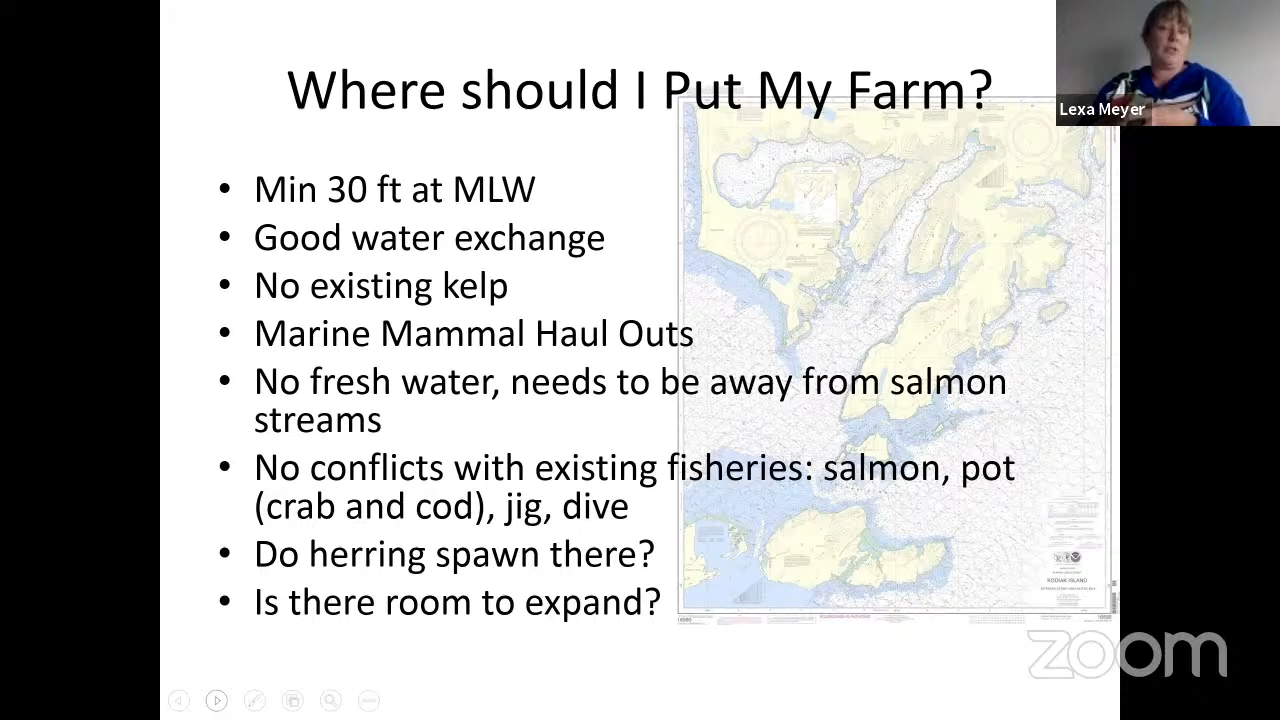 Where should I Put My Farm?
Lexa Meyer
• Min 30 ft at MLW
• Good water exchange
• No existing kelp
• Marine Mammal Haul Outs
• No fresh water, needs to be away from salmon
streams
• No conflicts with existing fisheries: salmon, pot
(crab and cod), jig, dive
• Do herring spawn there?
• Is there room to expand?
KODIAK ISLAND
zoom